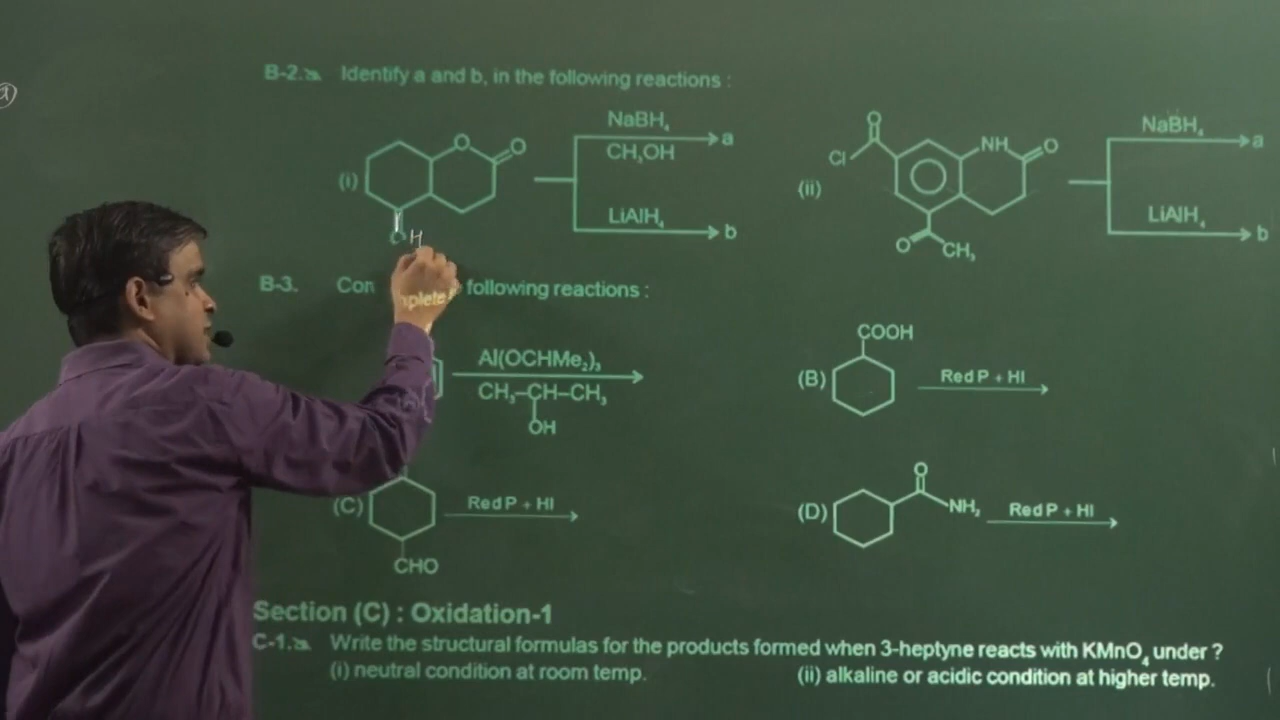 B-2. Identify a and b, in the following reactions :
(i) O O O H NaBH₄ CH₃OH a LiAlH₄ b
(ii) O Cl NH O O CH₃ NaBH₄ a LiAlH₄ b
B-3. Con plete following reactions :
Al(OCHMe₂)₃
CH₃–CH–CH₃
OH
(B) COOH Red P + HI
(C) CHO Red P + HI
(D) O NH₂ Red P + HI
Section (C) : Oxidation-1
C-1. Write the structural formulas for the products formed when 3-heptyne reacts with KMnO₄ under ?
(i) neutral condition at room temp.
(ii) alkaline or acidic condition at higher temp.